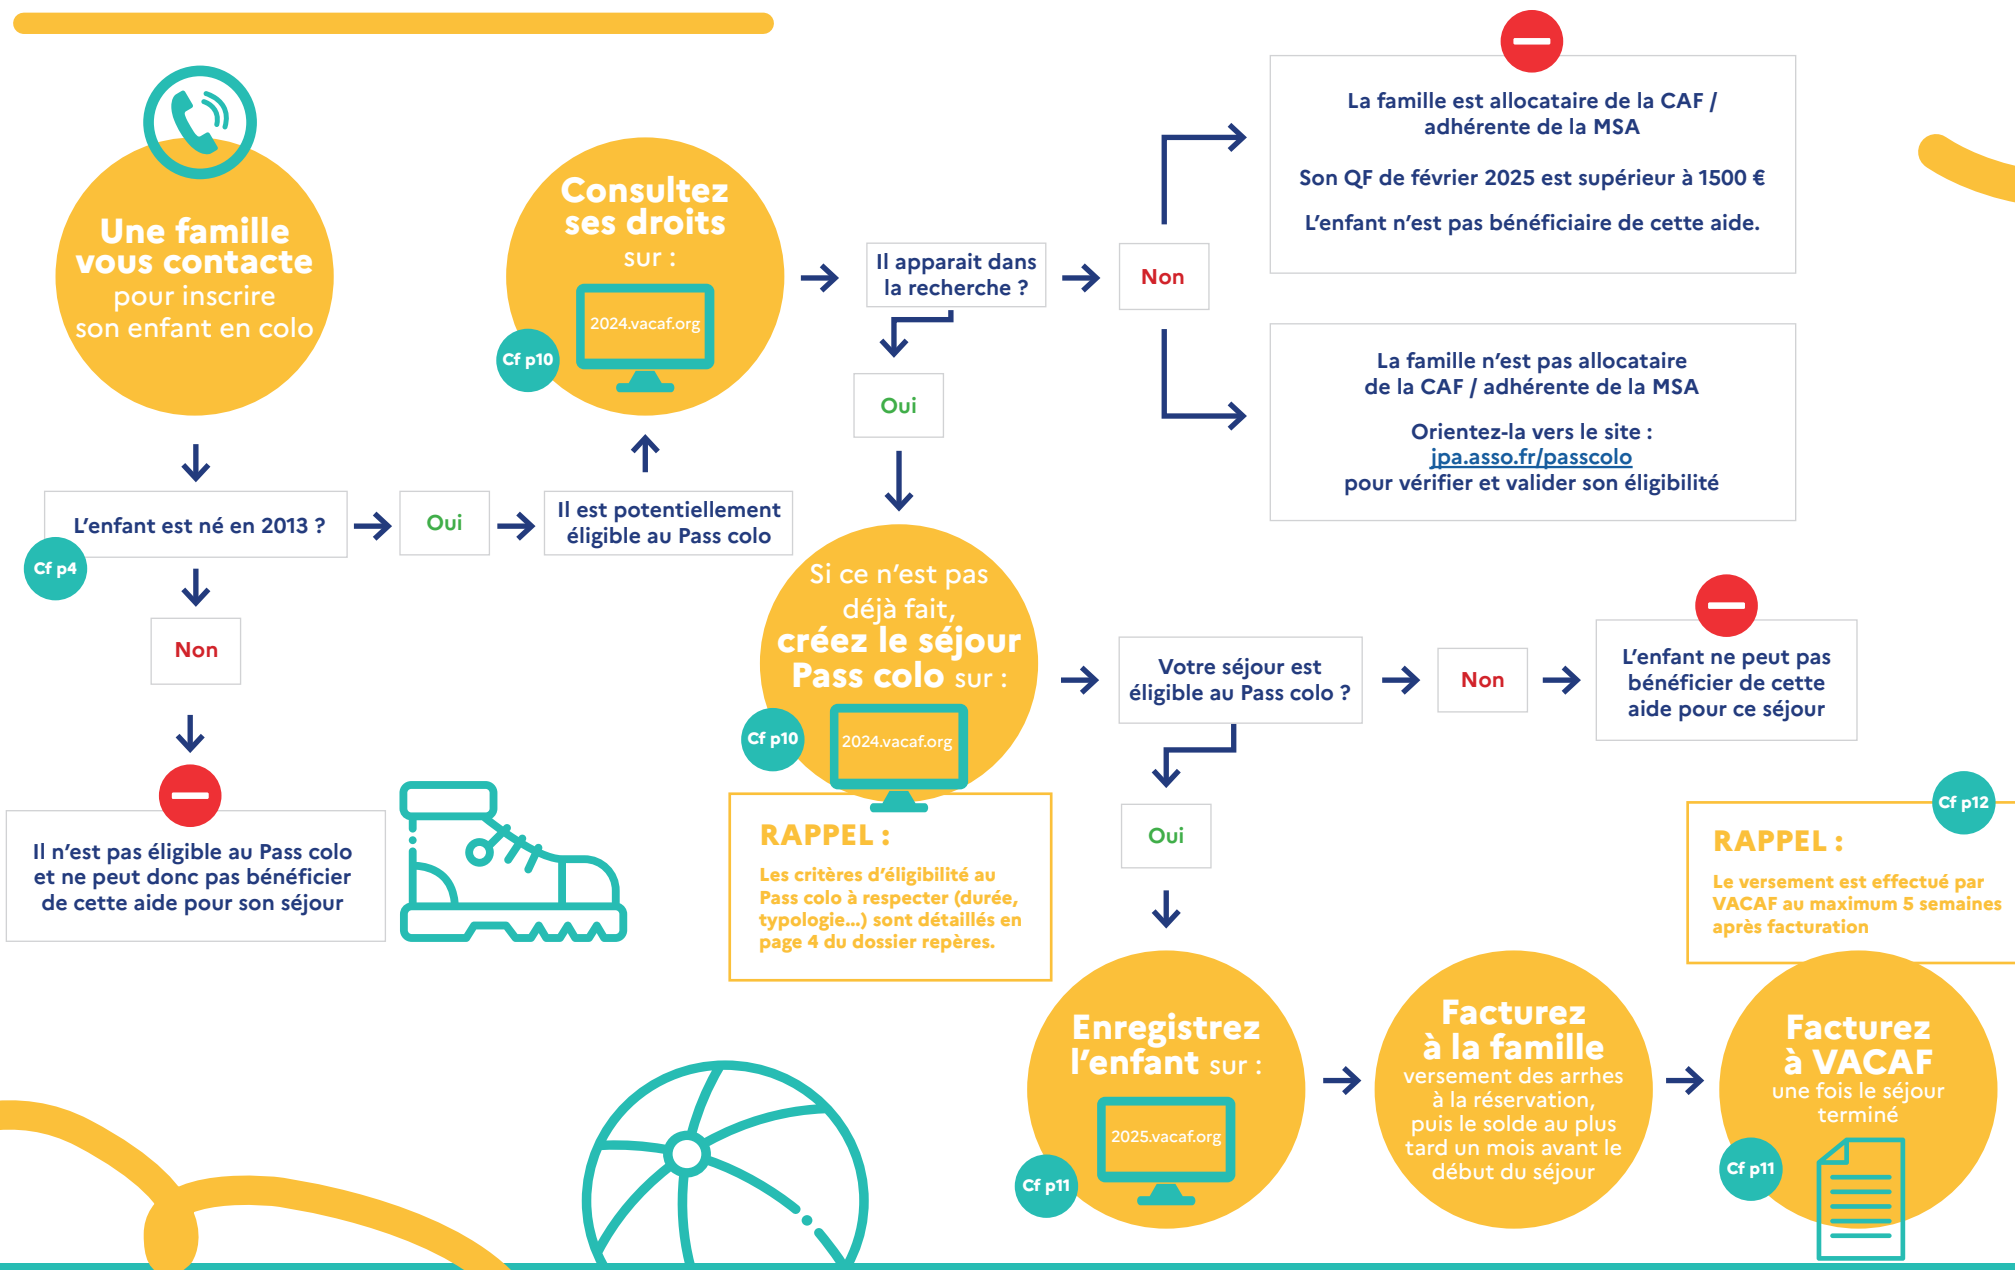 Une famille
vous contacte
pour inscrire
son enfant en colo
L'enfant est né en 2013 ?
Cf p4
Oui
Il est potentiellement
éligible au Pass colo
Non
Il n'est pas éligible au Pass colo
et ne peut donc pas bénéficier
de cette aide pour son séjour
Consultez
ses droits
sur :
2024.vacaf.org
Cf p10
Il apparait dans
la recherche ?
Non
La famille est allocataire de la CAF /
adhérente de la MSA
Son QF de février 2025 est supérieur à 1500 €
L'enfant n'est pas bénéficiaire de cette aide.
La famille n'est pas allocataire
de la CAF / adhérente de la MSA
Orientez-la vers le site :
jpa.asso.fr/passcolo
pour vérifier et valider son éligibilité
Oui
Si ce n'est pas
déjà fait,
créez le séjour
Pass colo sur :
2024.vacaf.org
Cf p10
RAPPEL :
Les critères d'éligibilité au
Pass colo à respecter (durée,
typologie...) sont détaillés en
page 4 du dossier repères.
Votre séjour est
éligible au Pass colo ?
Non
L'enfant ne peut pas
bénéficier de cette
aide pour ce séjour
Oui
Enregistrez
l'enfant sur :
2025.vacaf.org
Cf p11
Facturez
à la famille
versement des arrhes
à la réservation,
puis le solde au plus
tard un mois avant le
début du séjour
Cf p12
RAPPEL :
Le versement est effectué par
VACAF au maximum 5 semaines
après facturation
Facturez
à VACAF
une fois le séjour
terminé
Cf p11